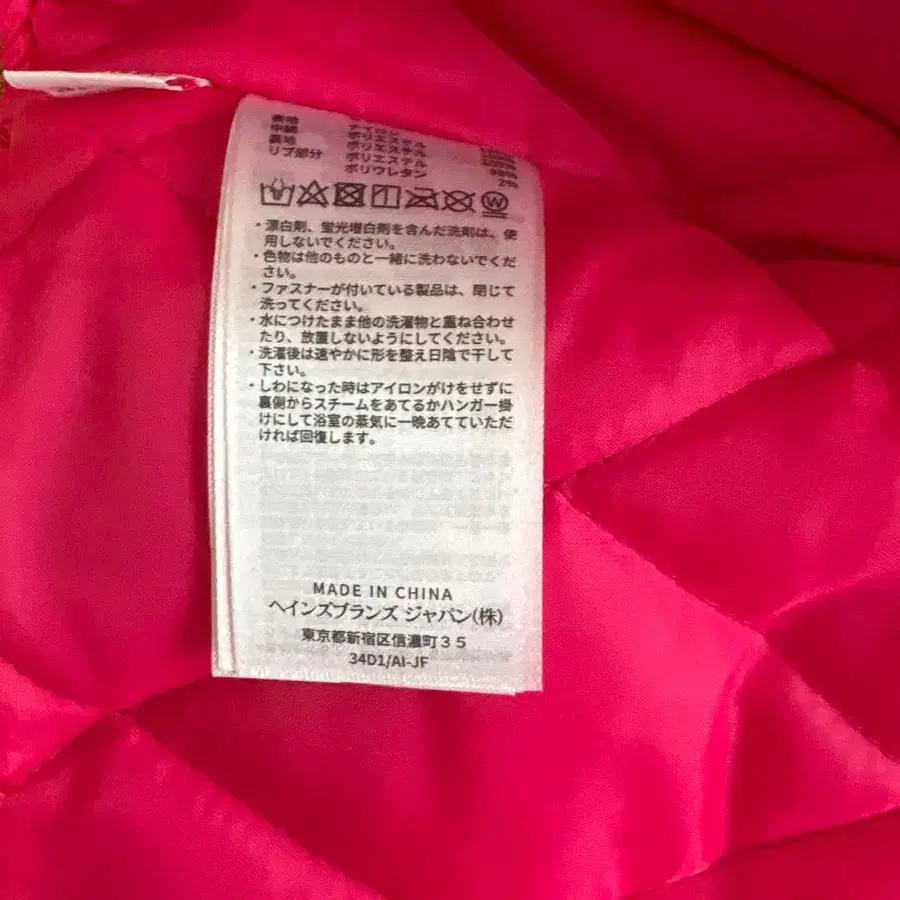 表地
ナイロン
中綿
ポリエステル
裏地
ポリエステル
リブ部分
ポリエステル
98%
ポリウレタン
2%
W
・漂白剤、蛍光増白剤を含んだ洗剤は、使
用しないでください。
・色物は他のものと一緒に洗わないでくだ
さい。
・ファスナーが付いている製品は、閉じて
洗ってください。
・水につけたまま他の洗濯物と重ね合わせ
たり、放置しないようにしてください。
・洗濯後は速やかに形を整え日陰で干して
下さい。
・しわになった時はアイロンがけをせずに
裏側からスチームをあてるかハンガー掛
けにして浴室の蒸気に一晩あてていただ
ければ回復します。
MADE IN CHINA
ヘインズブランズ ジャパン(株)
東京都新宿区信濃町３５
34D1/AI-JF